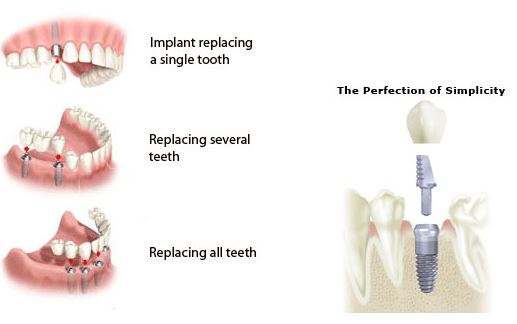 Implant replacing
a single tooth
Replacing several
teeth
Replacing all teeth
The Perfection of Simplicity